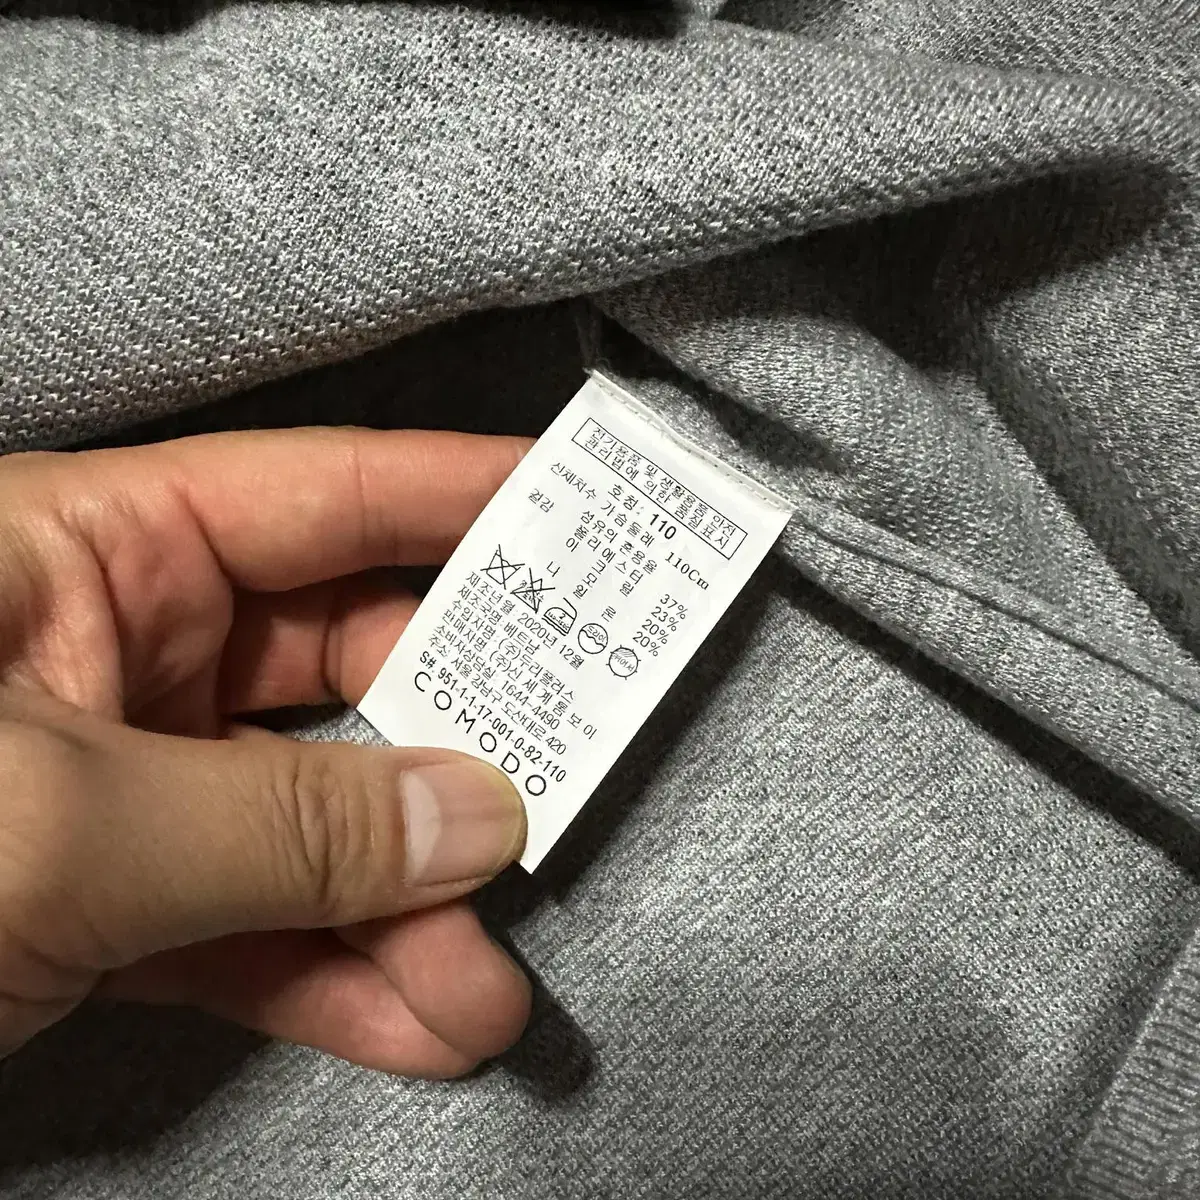 전기용품 및 생활용품 안전
관리법에 의한 품질표시
호칭: 110
신체치수 가슴둘레 110Cm
겉감 섬유의 혼용율
폴리에스터 37%
아크릴 23%
나일론 20%
모 20%
제조년월 2020년 12월
제조국명 베트남
수입자명 (주)두리플러스
판매자명 (주)신세계톰보이
소비자상담실 1644-4490
주소 서울 강남구 도산대로 420
S#. 951-1-1-17-001-0-82-110
COMODO